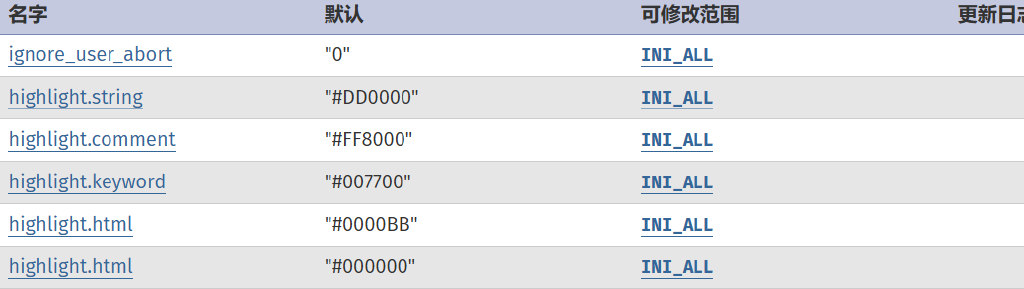 名字 默认 可修改范围 更新日志
ignore_user_abort "0" INI_ALL
highlight.string "#DD0000" INI_ALL
highlight.comment "#FF8000" INI_ALL
highlight.keyword "#007700" INI_ALL
highlight.html "#0000BB" INI_ALL
highlight.html "#000000" INI_ALL